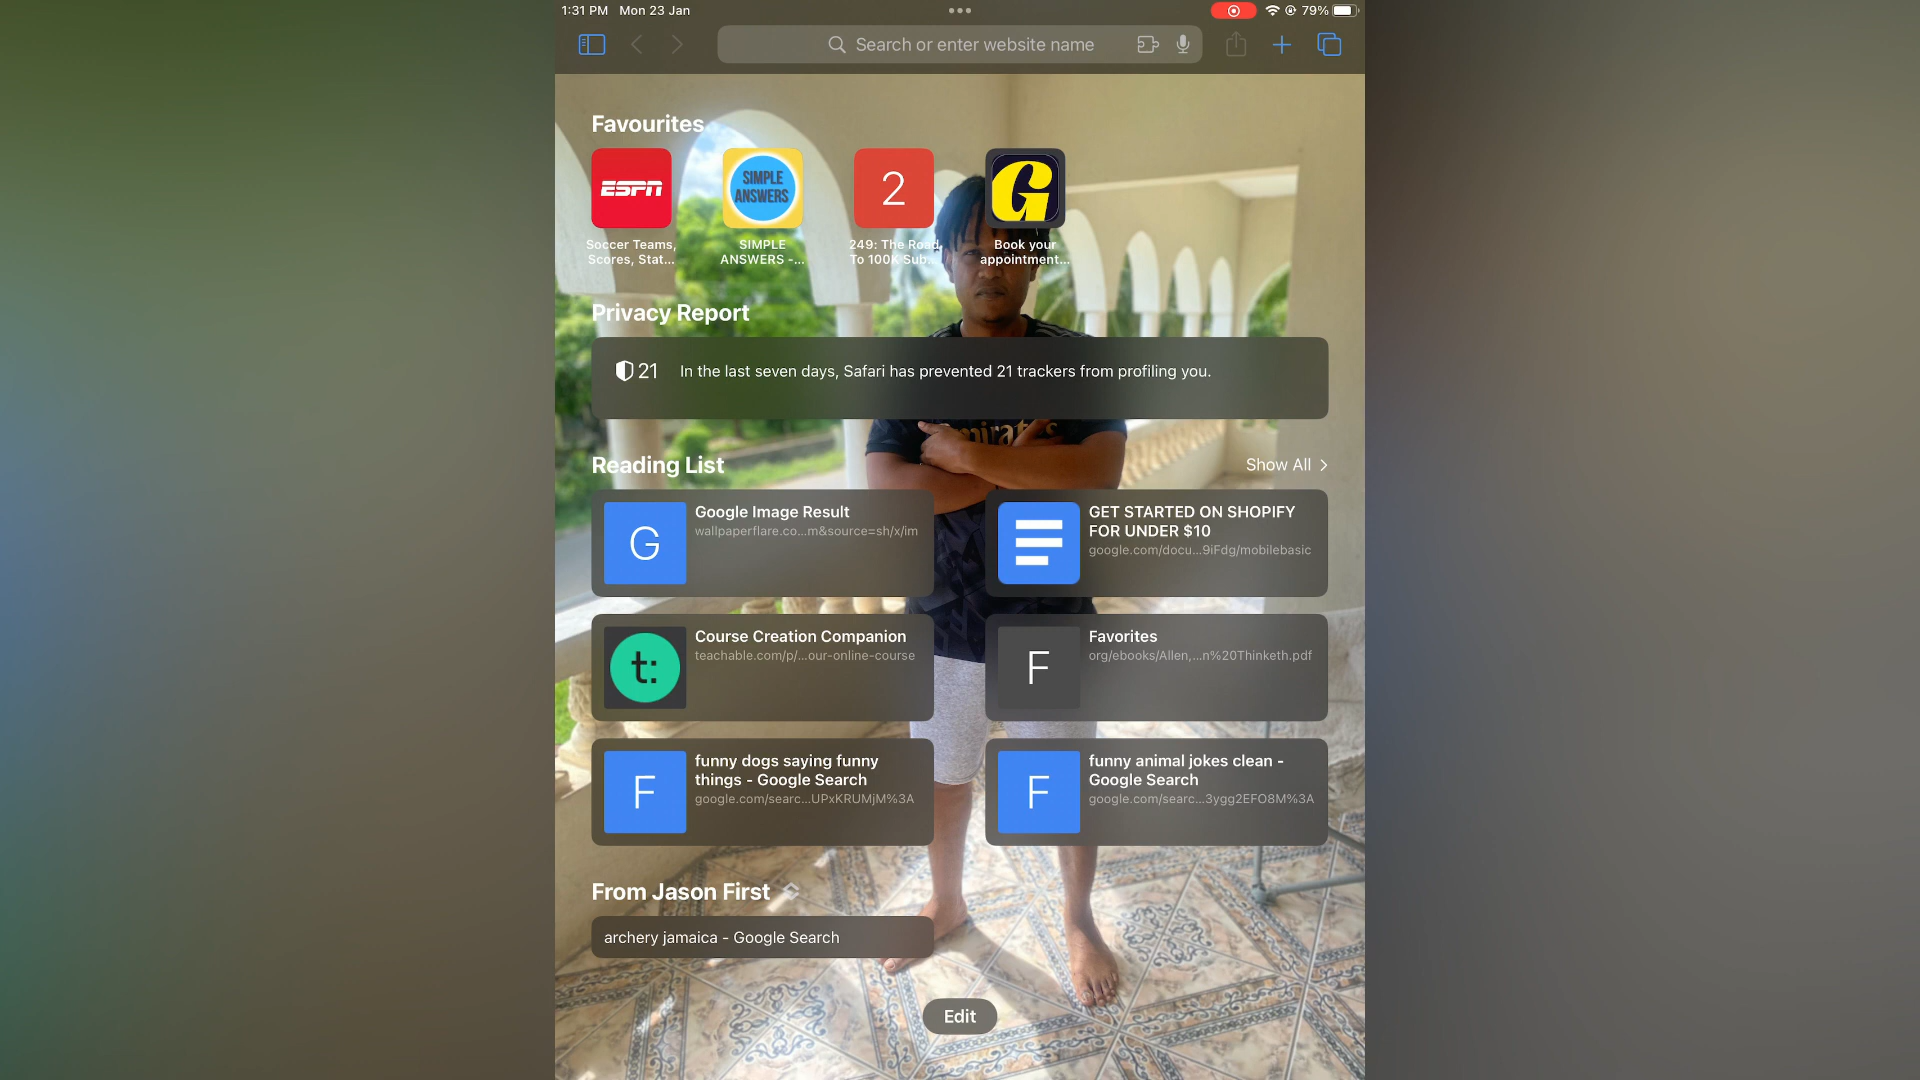 1:31 PM Mon 23 Jan
79%
Search or enter website name
Favourites
ESPN
SIMPLE
ANSWERS
2
G
Soccer Teams,
Scores, Stat...
SIMPLE
ANSWERS -...
249: The Road
To 100K Sub...
Book your
appointment...
Privacy Report
21
In the last seven days, Safari has prevented 21 trackers from profiling you.
Reading List
Show All
G
Google Image Result
wallpaperflare.co...m&source=sh/x/im
GET STARTED ON SHOPIFY
FOR UNDER $10
google.com/docu...9iFdg/mobilebasic
t:
Course Creation Companion
teachable.com/p/...our-online-course
F
Favorites
org/ebooks/Allen,...n%20Thinketh.pdf
F
funny dogs saying funny
things - Google Search
google.com/searc...UPxKRUMjM%3A
F
funny animal jokes clean -
Google Search
google.com/searc...3ygg2EFO8M%3A
From Jason First
archery jamaica - Google Search
Edit